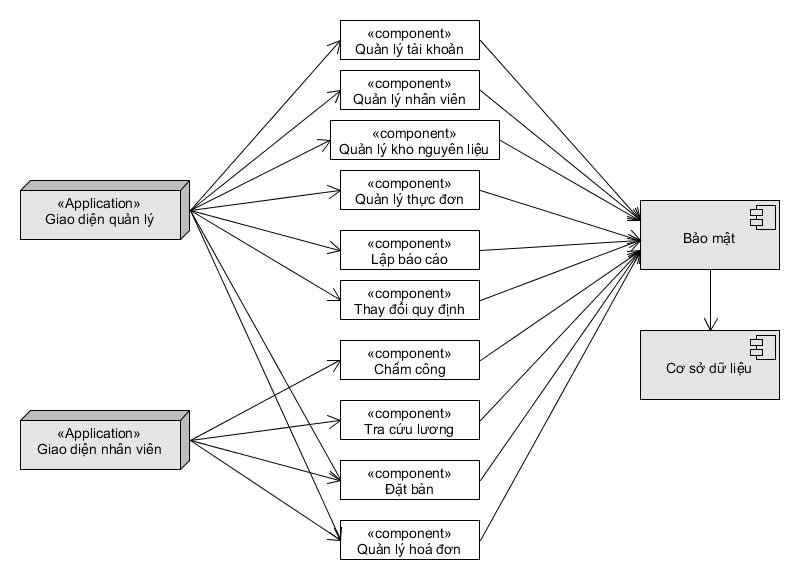 «component»
Quản lý tài khoản
«component»
Quản lý nhân viên
«component»
Quản lý kho nguyên liệu
«component»
Quản lý thực đơn
«Application»
Giao diện quản lý
«component»
Lập báo cáo
«component»
Thay đổi quy định
Bảo mật
«component»
Chấm công
Cơ sở dữ liệu
«component»
Tra cứu lương
«Application»
Giao diện nhân viên
«component»
Đặt bàn
«component»
Quản lý hoá đơn